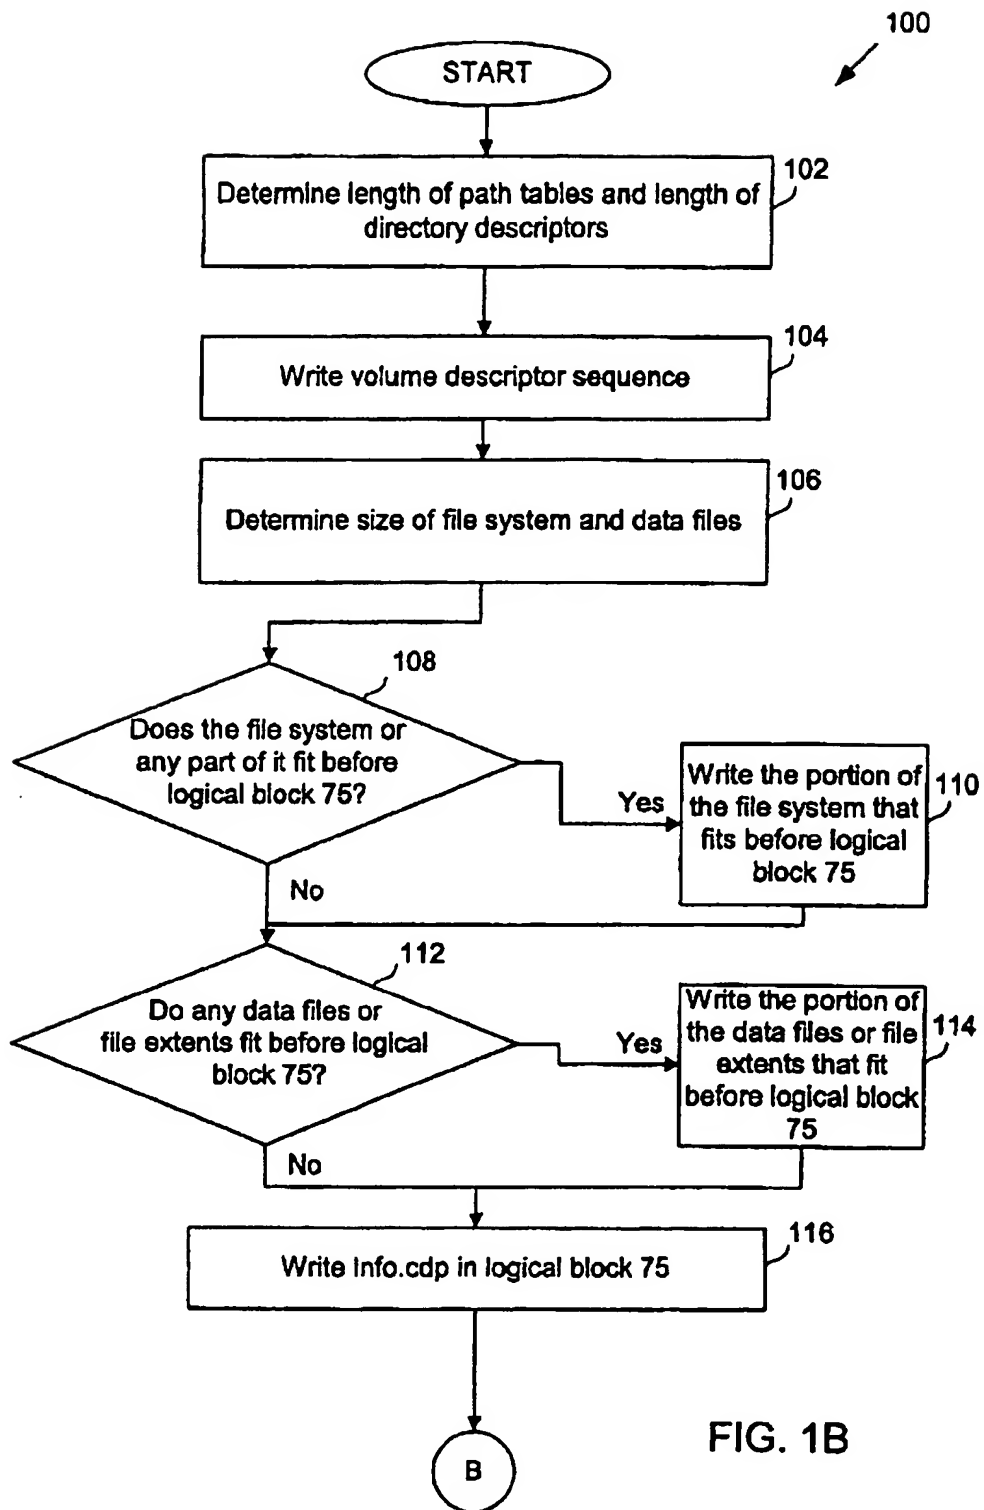 100
START
102
Determine length of path tables and length of
directory descriptors
104
Write volume descriptor sequence
106
Determine size of file system and data files
108
Does the file system or
any part of it fit before
logical block 75?
Yes
Write the portion of
the file system that
fits before logical
block 75
110
No
112
Do any data files or
file extents fit before logical
block 75?
Yes
Write the portion of
the data files or file
extents that fit
before logical block
75
114
No
116
Write Info.cdp in logical block 75
B
FIG. 1B